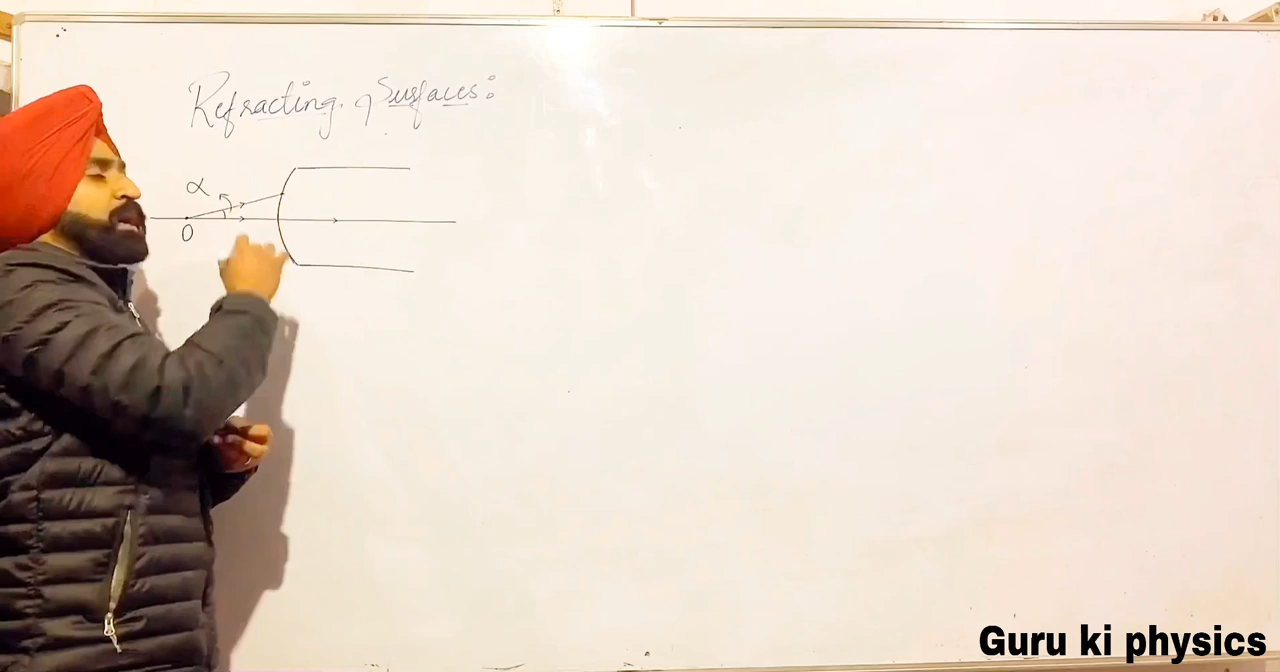 Refracting Surfaces:
α
O
Guru ki physics